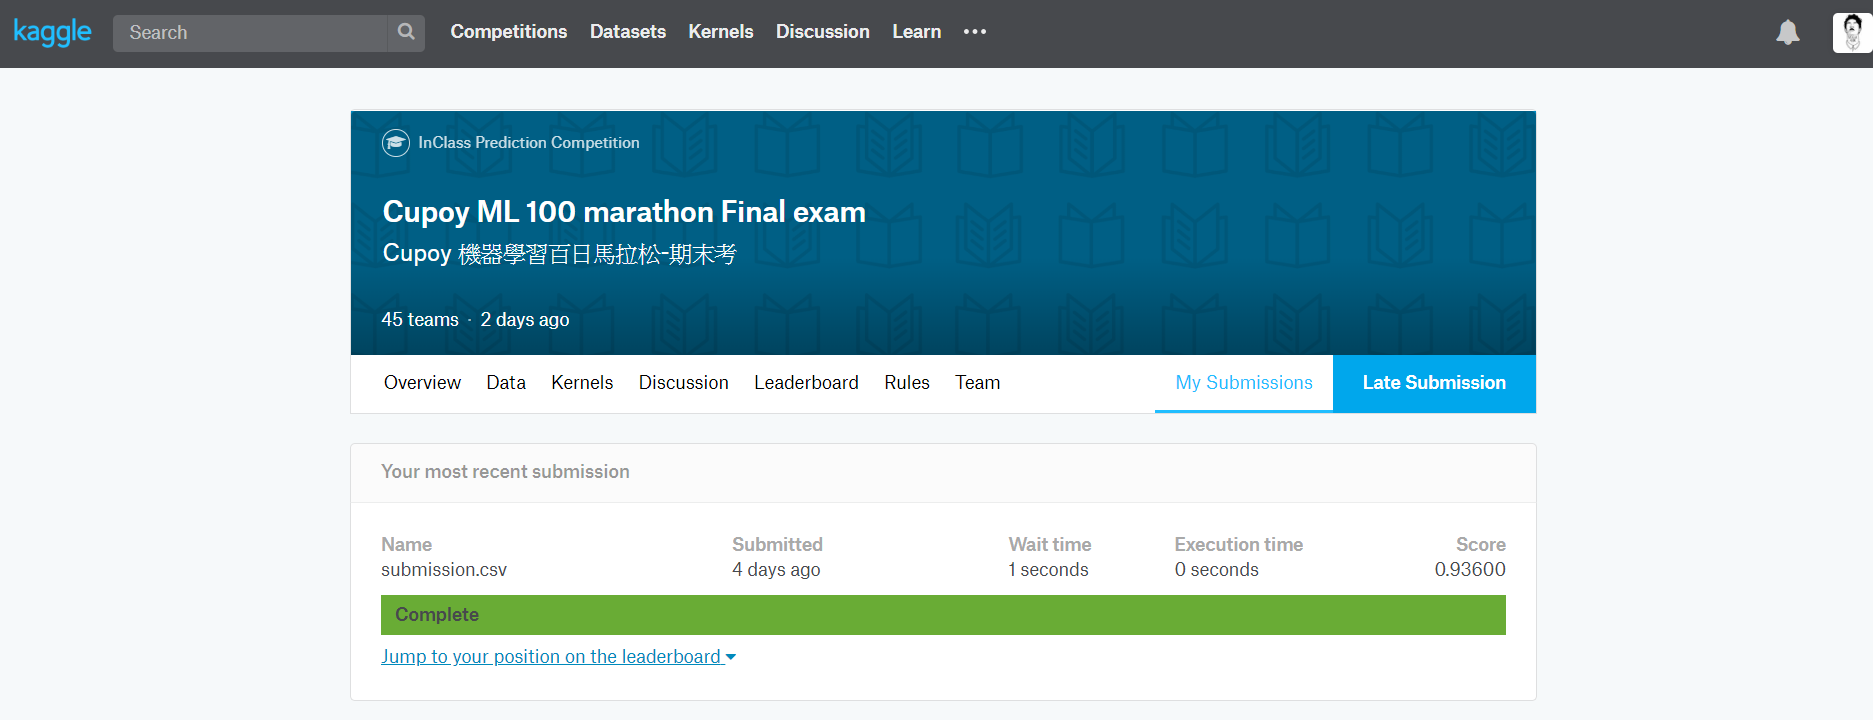 kaggle Search Competitions Datasets Kernels Discussion Learn •••
InClass Prediction Competition
Cupoy ML 100 marathon Final exam
Cupoy 機器學習百日馬拉松-期末考
45 teams · 2 days ago
Overview Data Kernels Discussion Leaderboard Rules Team My Submissions Late Submission
Your most recent submission
Name Submitted Wait time Execution time Score
submission.csv 4 days ago 1 seconds 0 seconds 0.93600
Complete
Jump to your position on the leaderboard